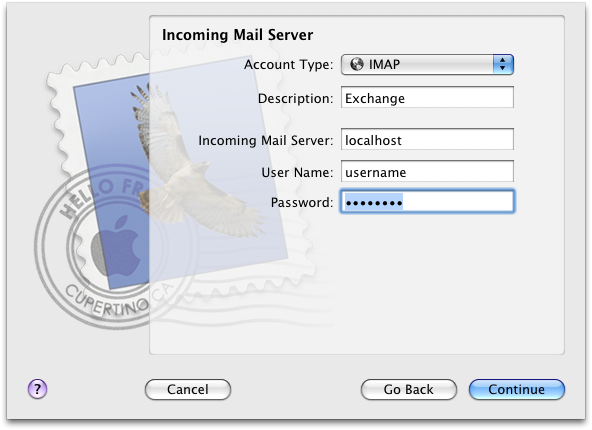 Incoming Mail Server
Account Type: IMAP
Description: Exchange
Incoming Mail Server: localhost
User Name: username
Password: ••••••••
HELLO FR
CUPERTINO CA
? Cancel Go Back Continue